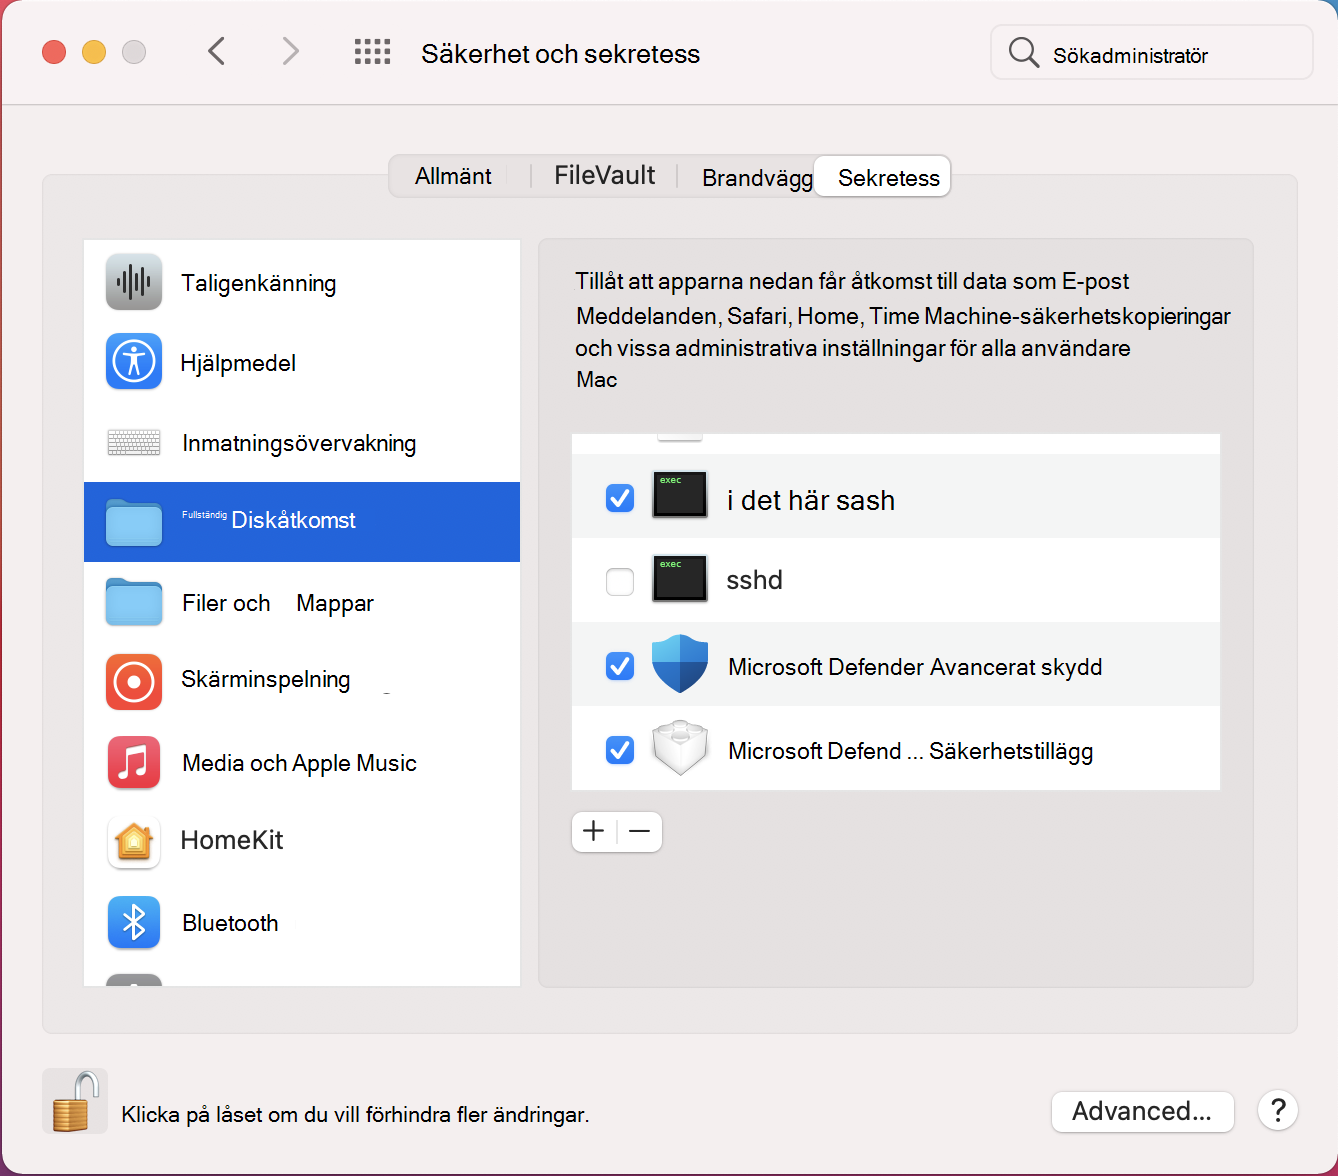 Säkerhet och sekretess
Sökadministratör
Allmänt
FileVault
Brandvägg
Sekretess
Taligenkänning
Hjälpmedel
Inmatningsövervakning
Fullständig Diskåtkomst
Filer och Mappar
Skärminspelning
Media och Apple Music
HomeKit
Bluetooth
Tillåt att apparna nedan får åtkomst till data som E-post
Meddelanden, Safari, Home, Time Machine-säkerhetskopieringar
och vissa administrativa inställningar för alla användare
Mac
exec
i det här sash
exec
sshd
Microsoft Defender Avancerat skydd
Microsoft Defend ... Säkerhetstillägg
Klicka på låset om du vill förhindra fler ändringar.
Advanced...
?